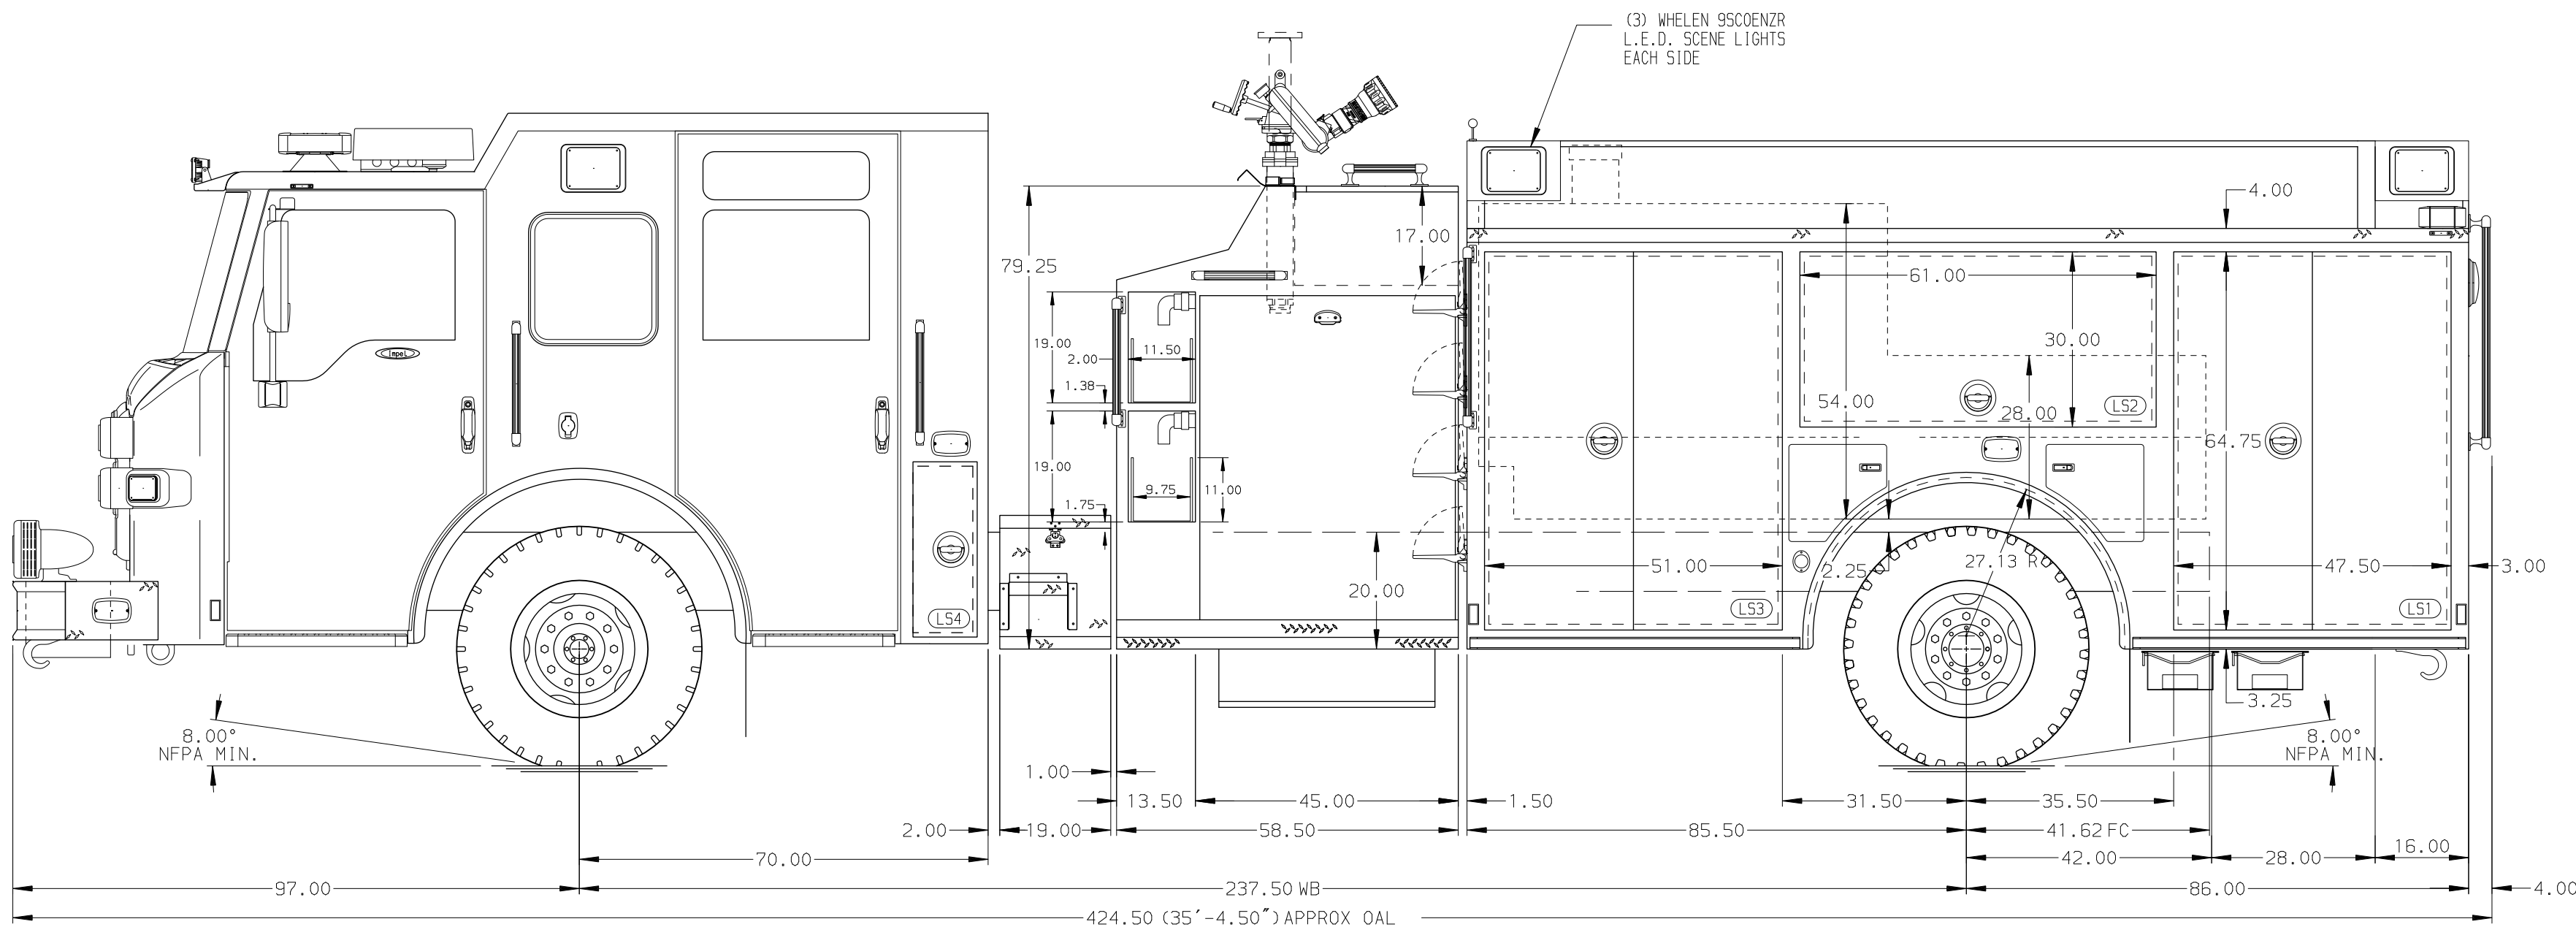 (3) WHELEN 9SC0ENZR
L.E.D. SCENE LIGHTS
EACH SIDE
4.00
17.00
79.25
61.00
19.00
2.00
11.50
30.00
Impel
1.38
54.00
28.00
LS2
64.75
19.00
9.75
11.00
1.75
27.13 R
51.00
2.25
47.50
3.00
20.00
LS4
LS3
LS1
3.25
8.00°
NFPA MIN.
8.00°
NFPA MIN.
1.00
13.50
45.00
1.50
31.50
35.50
2.00
19.00
58.50
85.50
41.62 FC
16.00
70.00
42.00
28.00
97.00
237.50 WB
86.00
4.00
424.50 (35′-4.50″) APPROX OAL